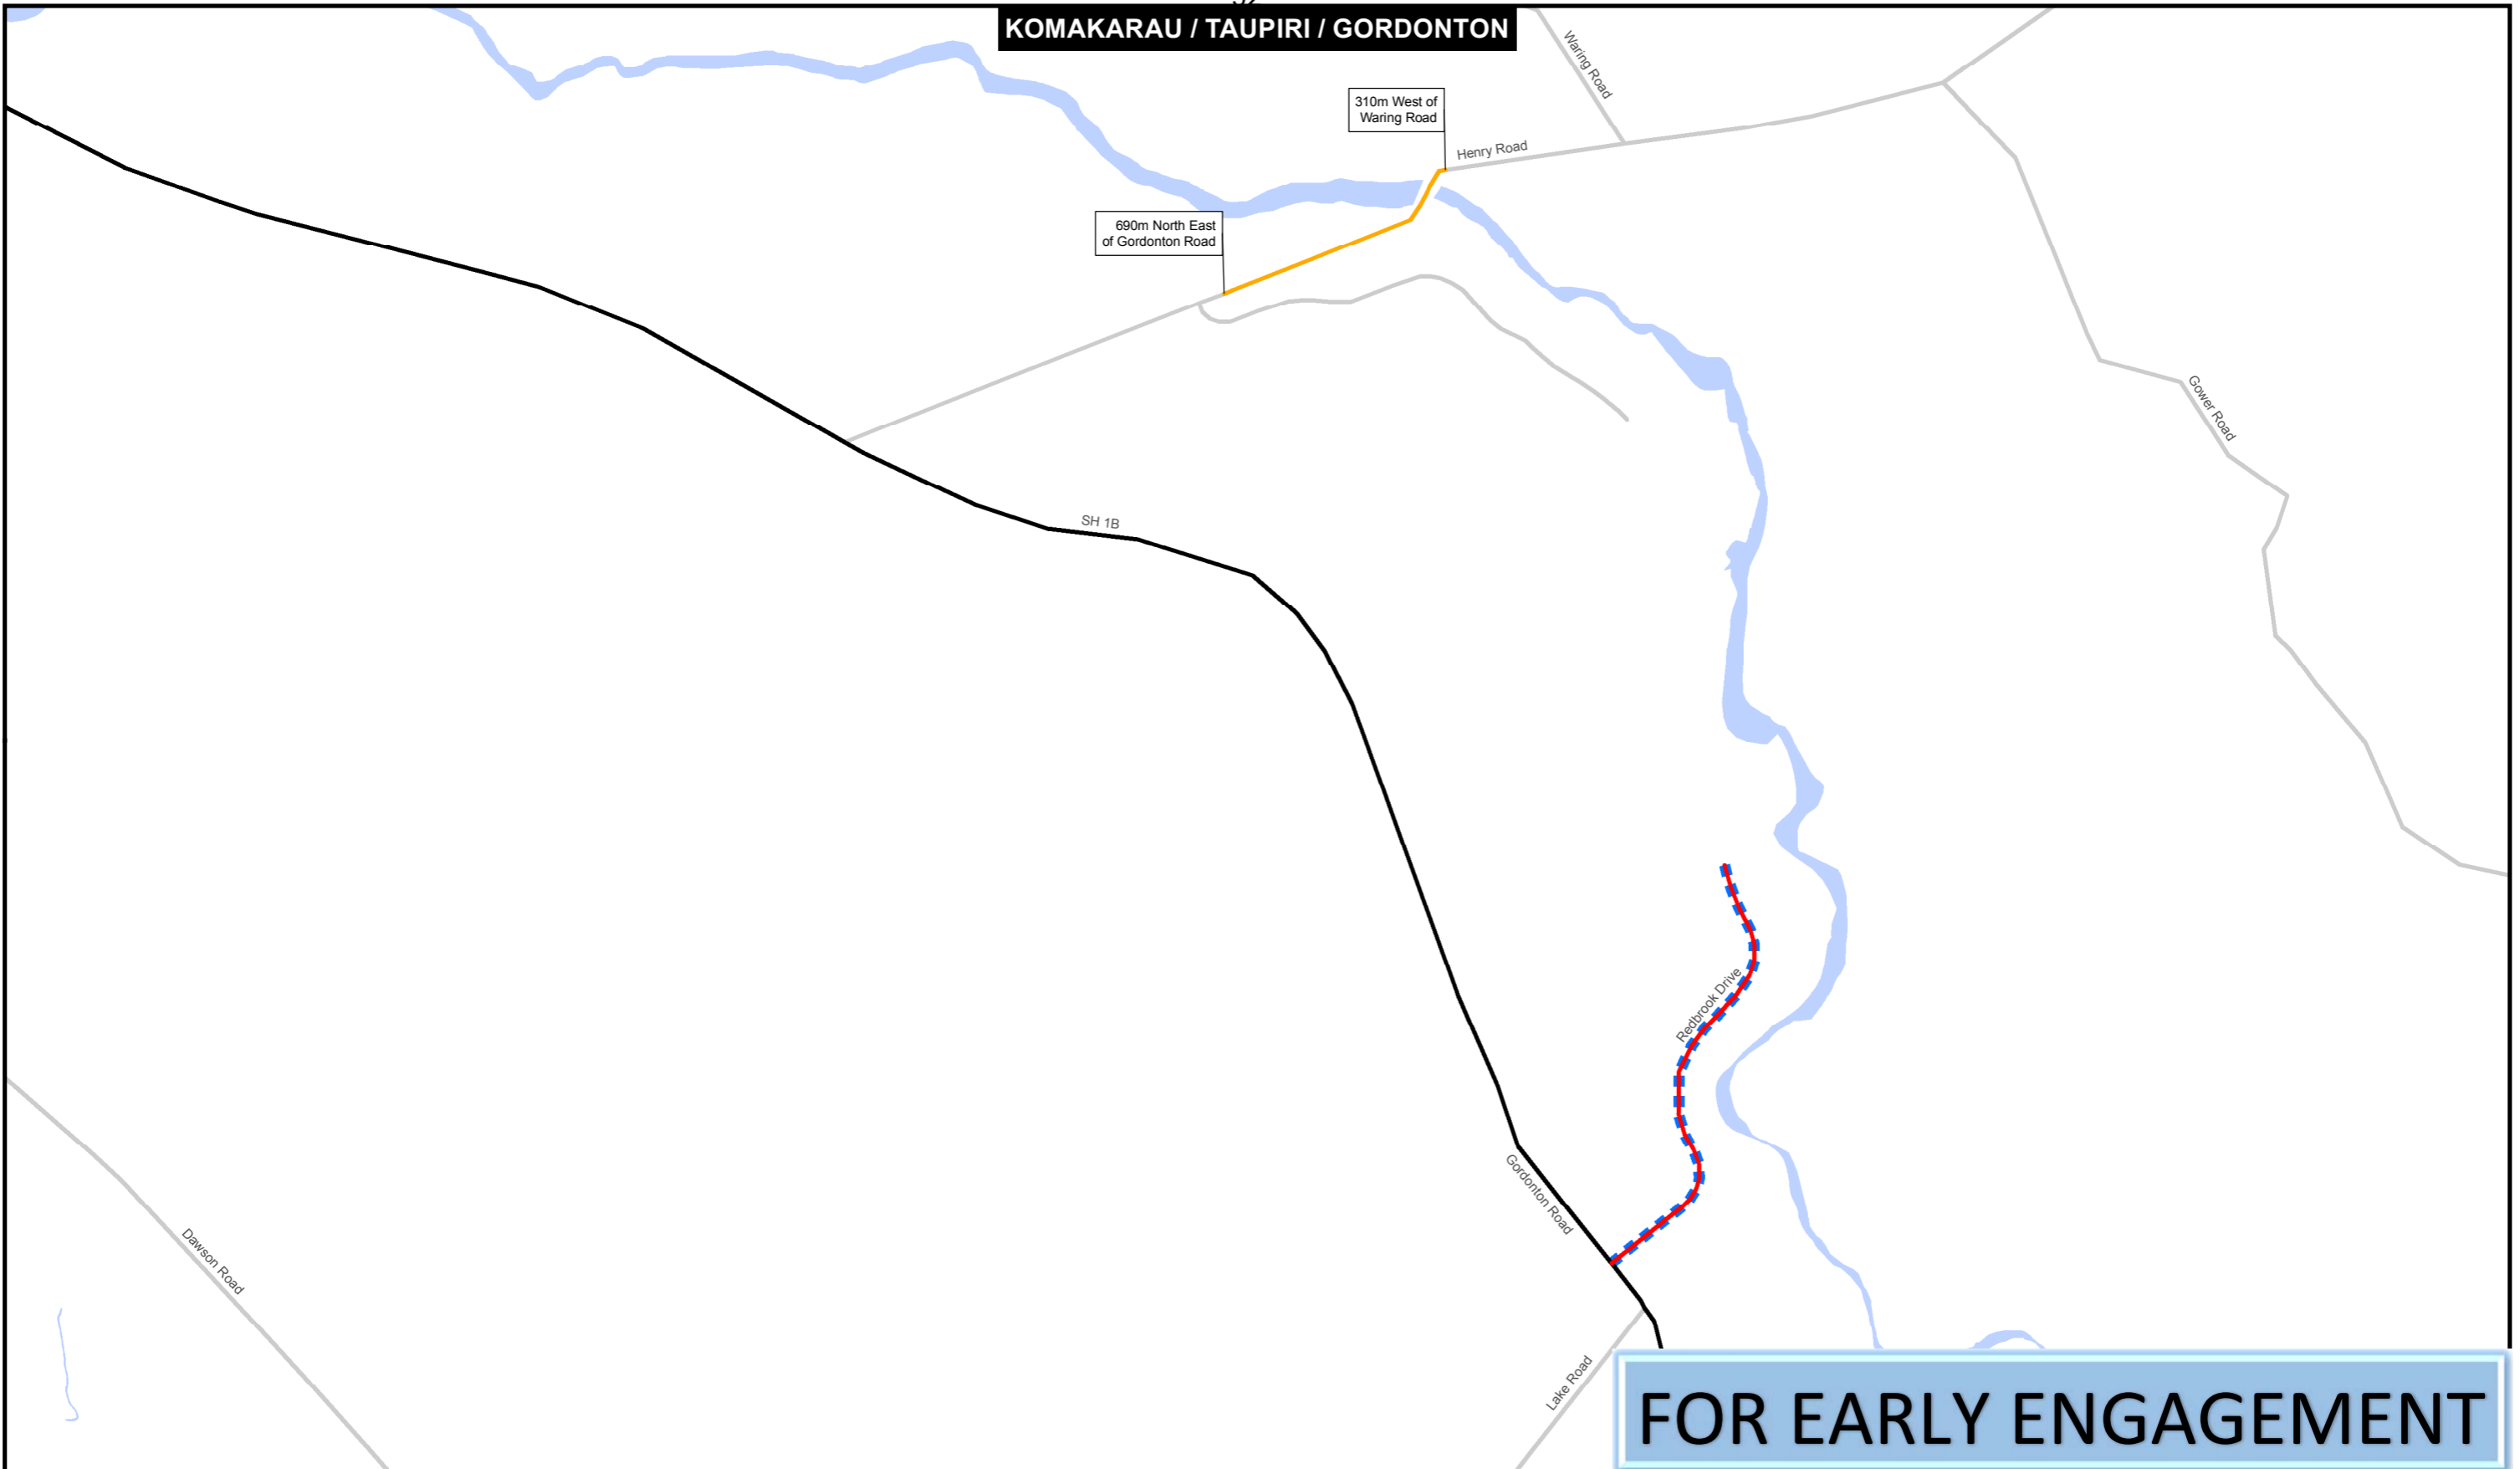 KOMAKARAU / TAUPIRI / GORDONTON
Waring Road
310m West of
Waring Road
Henry Road
690m North East
of Gordonton Road
Gower Road
SH 1B
Redbrook Drive
Gordonton Road
Dawson Road
Lake Road
FOR EARLY ENGAGEMENT